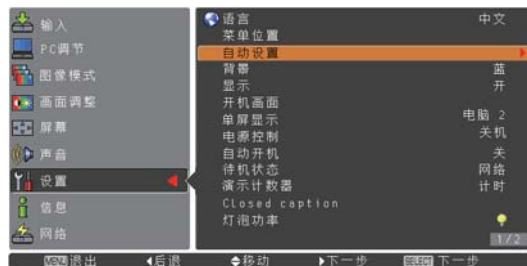 输入
PC调节
图像模式
画面调整
屏幕
声音
设置
信息
网络
语言 中文
菜单位置
自动设置
背景 蓝
显示 开
开机画面
单屏显示 电脑 2
电源控制 关机
自动开机 关
待机状态 网络
演示计数器 计时
Closed caption
灯泡功率
1/2
MENU 退出 后退 移动 下一步 SELECT 下一步